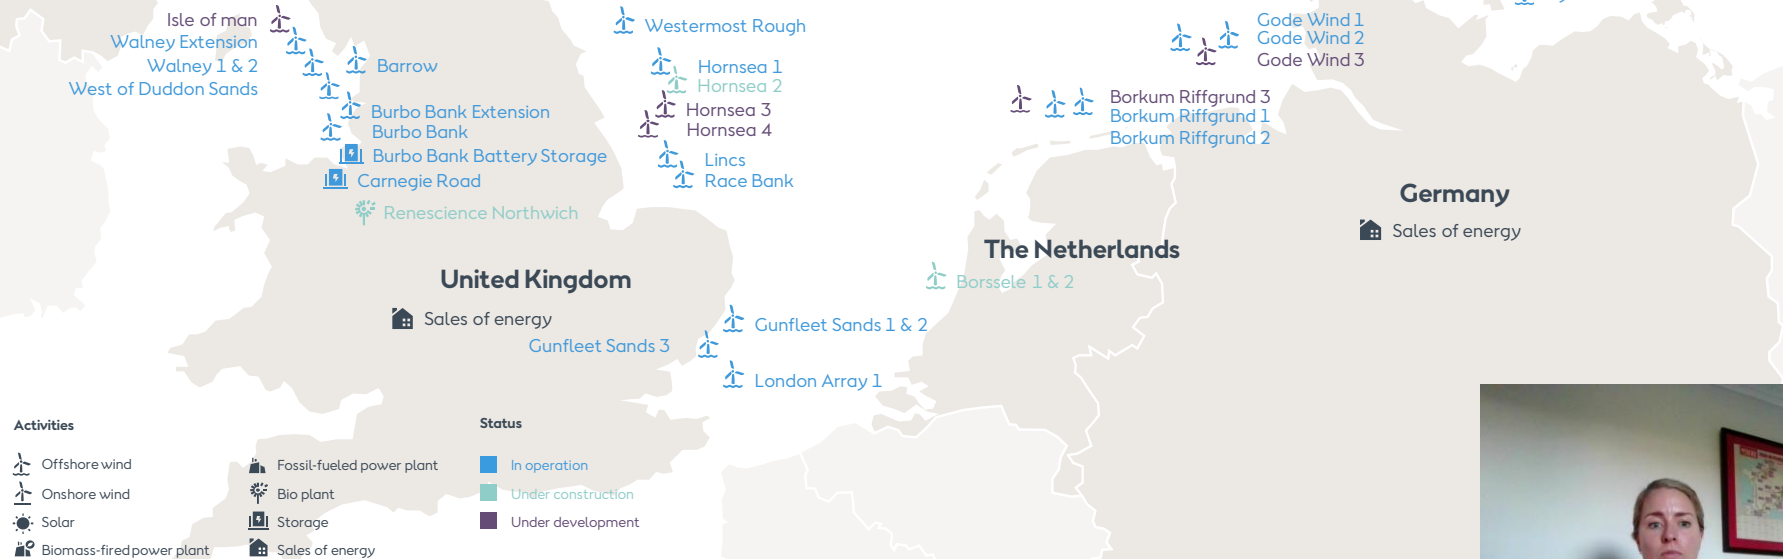 Isle of man
Walney Extension
Walney 1 & 2
West of Duddon Sands
Barrow
Burbo Bank Extension
Burbo Bank
Burbo Bank Battery Storage
Carnegie Road
Renescience Northwich
Westermost Rough
Hornsea 1
Hornsea 2
Hornsea 3
Hornsea 4
Lincs
Race Bank
Gode Wind 1
Gode Wind 2
Gode Wind 3
Borkum Riffgrund 3
Borkum Riffgrund 1
Borkum Riffgrund 2
Germany
Sales of energy
The Netherlands
Borssele 1 & 2
United Kingdom
Sales of energy
Gunfleet Sands 1 & 2
Gunfleet Sands 3
London Array 1
Activities
Offshore wind
Onshore wind
Solar
Biomass-fired power plant
Fossil-fueled power plant
Bio plant
Storage
Sales of energy
Status
In operation
Under construction
Under development